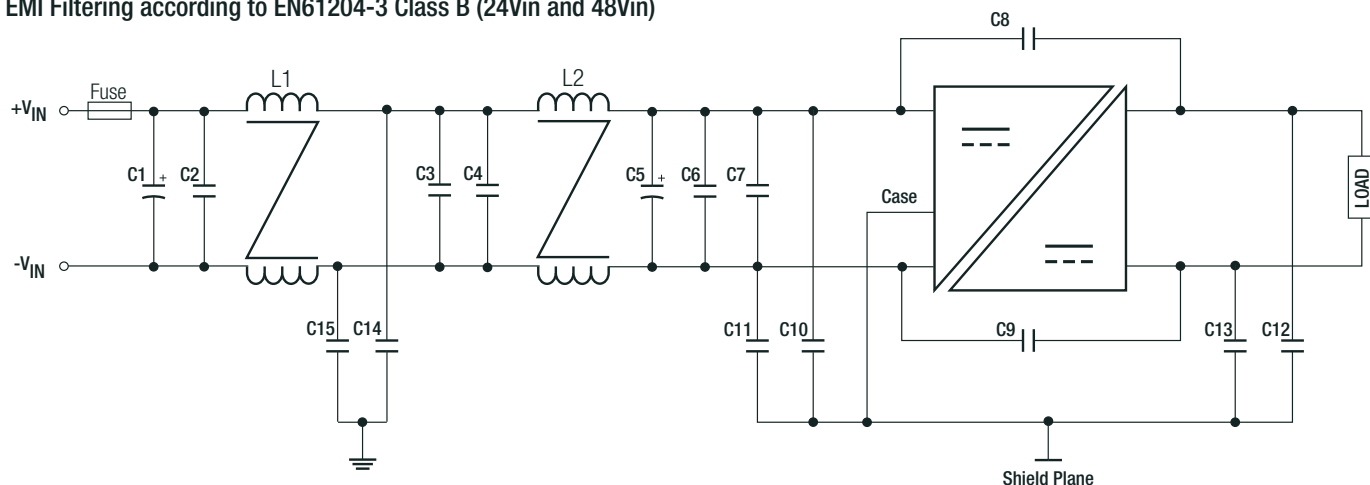 EMI Filtering according to EN61204-3 Class B (24Vin and 48Vin)
C8
L1
L2
Fuse
+VIN
C1
+
C2
C3
C4
C5
+
C6
C7
Case
LOAD
-VIN
C15
C14
C11
C10
C9
C13
C12
Shield Plane